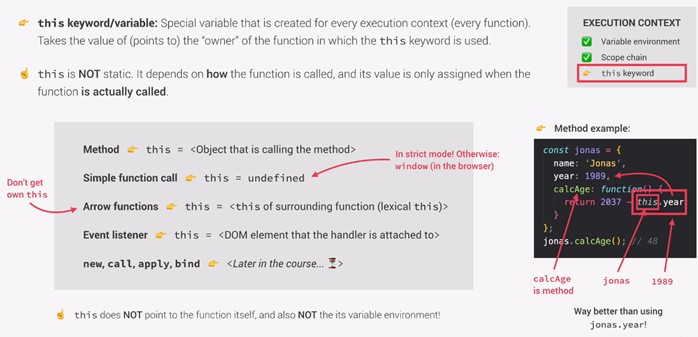 👉 this keyword/variable: Special variable that is created for every execution context (every function).
Takes the value of (points to) the “owner” of the function in which the this keyword is used.
☝️ this is NOT static. It depends on how the function is called, and its value is only assigned when the
function is actually called.
EXECUTION CONTEXT
✅ Variable environment
✅ Scope chain
👉 this keyword
Method 👉 this = <Object that is calling the method>
Simple function call 👉 this = undefined
Arrow functions 👉 this = <this of surrounding function (lexical this)>
Event listener 👉 this = <DOM element that the handler is attached to>
new, call, apply, bind 👉 <Later in the course... ⏳>
Don’t get
own this
In strict mode! Otherwise:
window (in the browser)
👉 Method example:
const jonas = {
name: 'Jonas',
year: 1989,
calcAge: function() {
return 2037 - this.year
}
};
jonas.calcAge(); // 48
calcAge
is method
jonas
1989
Way better than using
jonas.year!
☝️ this does NOT point to the function itself, and also NOT the its variable environment!